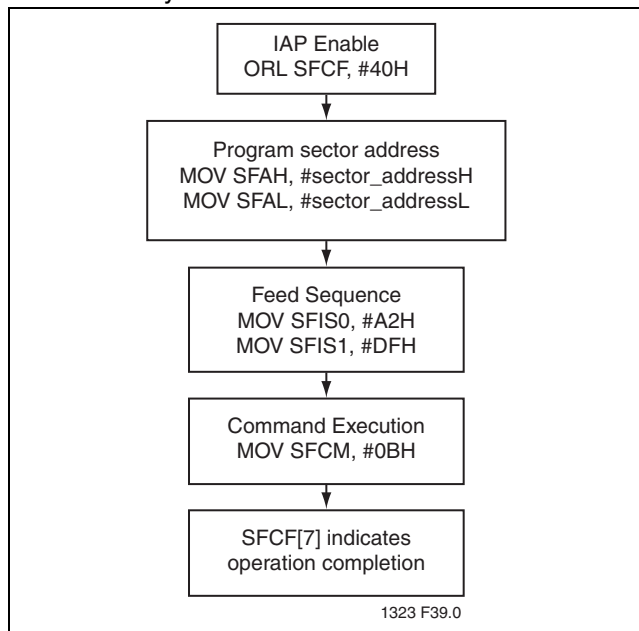 IAP Enable
ORL SFCF, #40H
Program sector address
MOV SFAH, #sector_addressH
MOV SFAL, #sector_addressL
Feed Sequence
MOV SFIS0, #A2H
MOV SFIS1, #DFH
Command Execution
MOV SFCM, #0BH
SFCF[7] indicates
operation completion
1323 F39.0